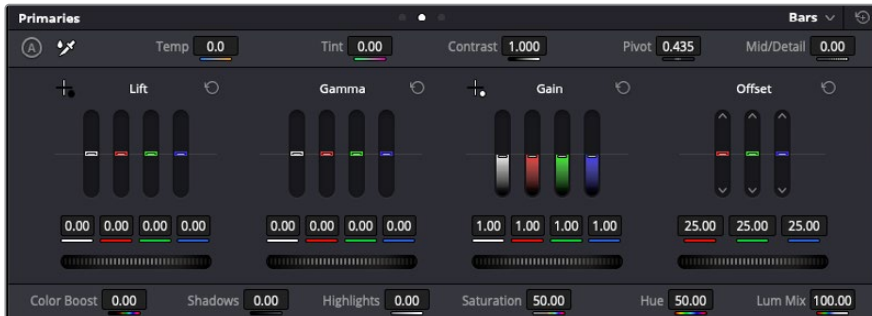 Primaries Bars
A Temp 0.0 Tint 0.00 Contrast 1.000 Pivot 0.435 Mid/Detail 0.00
Lift Gamma Gain Offset
0.00 0.00 0.00 0.00 0.00 0.00 0.00 0.00 1.00 1.00 1.00 1.00 25.00 25.00 25.00
Color Boost 0.00 Shadows 0.00 Highlights 0.00 Saturation 50.00 Hue 50.00 Lum Mix 100.00